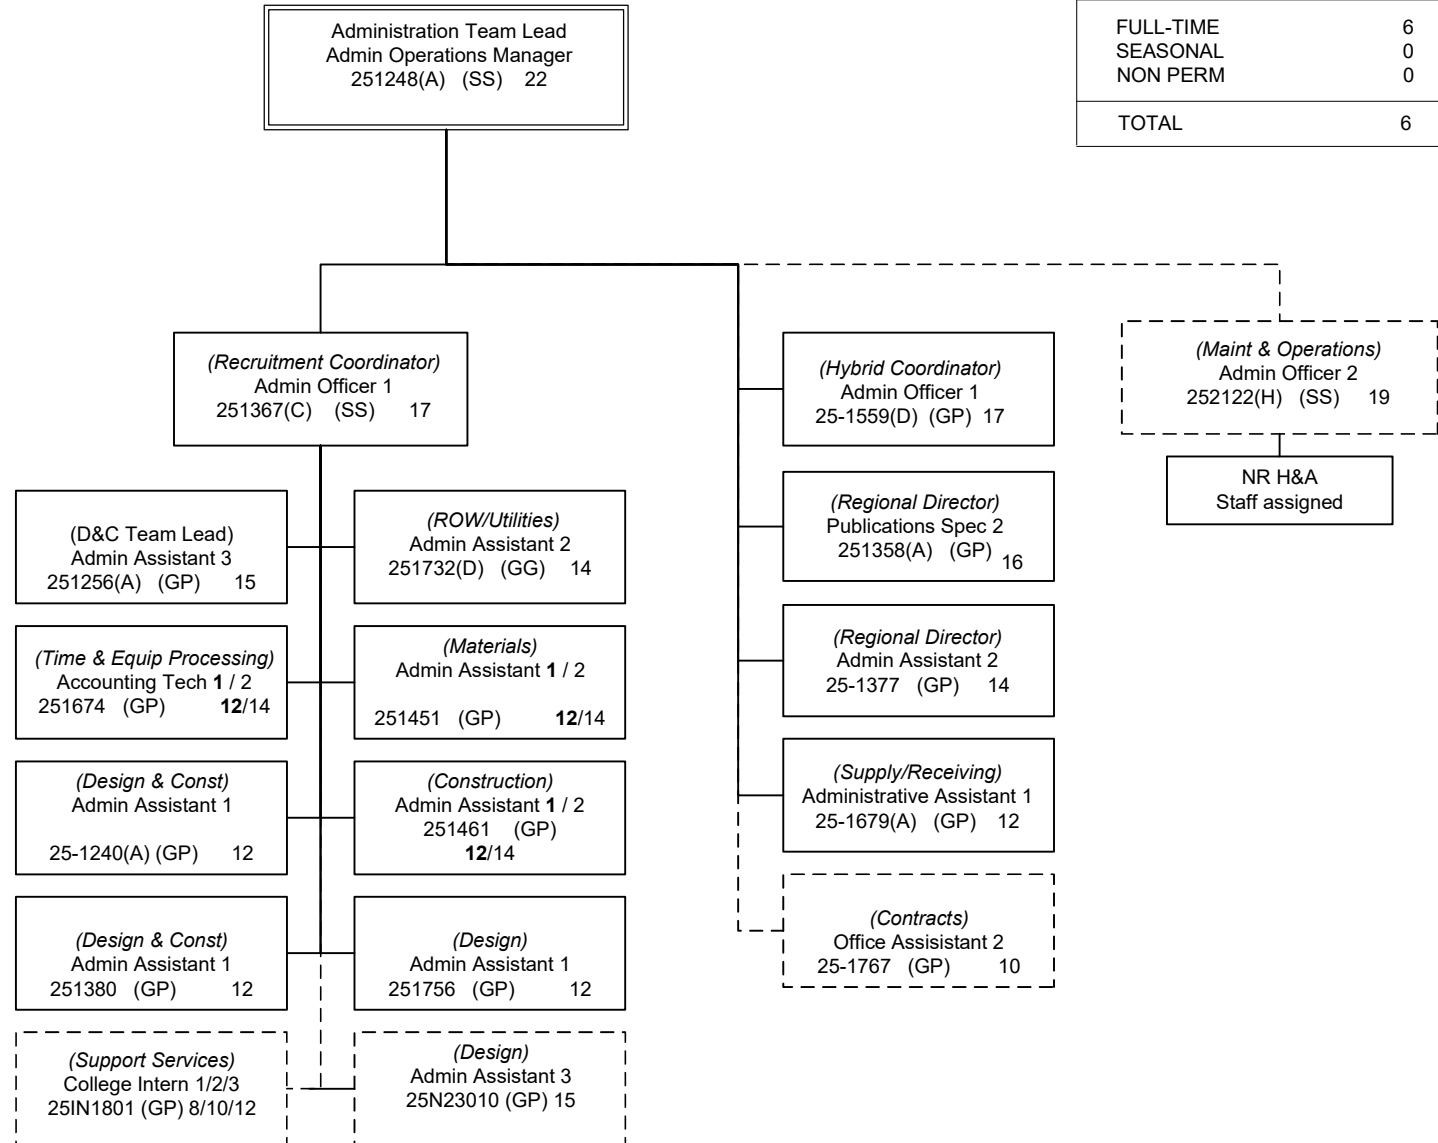 Administration Team Lead
Admin Operations Manager
251248(A) (SS) 22
FULL-TIME 6
SEASONAL 0
NON PERM 0
TOTAL 6
(Recruitment Coordinator)
Admin Officer 1
251367(C) (SS) 17
(Hybrid Coordinator)
Admin Officer 1
25-1559(D) (GP) 17
(Maint & Operations)
Admin Officer 2
252122(H) (SS) 19
NR H&A
Staff assigned
(D&C Team Lead)
Admin Assistant 3
251256(A) (GP) 15
(ROW/Utilities)
Admin Assistant 2
251732(D) (GG) 14
(Regional Director)
Publications Spec 2
251358(A) (GP) 16
(Time & Equip Processing)
Accounting Tech 1 / 2
251674 (GP) 12/14
(Materials)
Admin Assistant 1 / 2
251451 (GP) 12/14
(Regional Director)
Admin Assistant 2
25-1377 (GP) 14
(Design & Const)
Admin Assistant 1
25-1240(A) (GP) 12
(Construction)
Admin Assistant 1 / 2
251461 (GP)
12/14
(Supply/Receiving)
Administrative Assistant 1
25-1679(A) (GP) 12
(Design & Const)
Admin Assistant 1
251380 (GP) 12
(Design)
Admin Assistant 1
251756 (GP) 12
(Contracts)
Office Assisistant 2
25-1767 (GP) 10
(Support Services)
College Intern 1/2/3
25IN1801 (GP) 8/10/12
(Design)
Admin Assistant 3
25N23010 (GP) 15